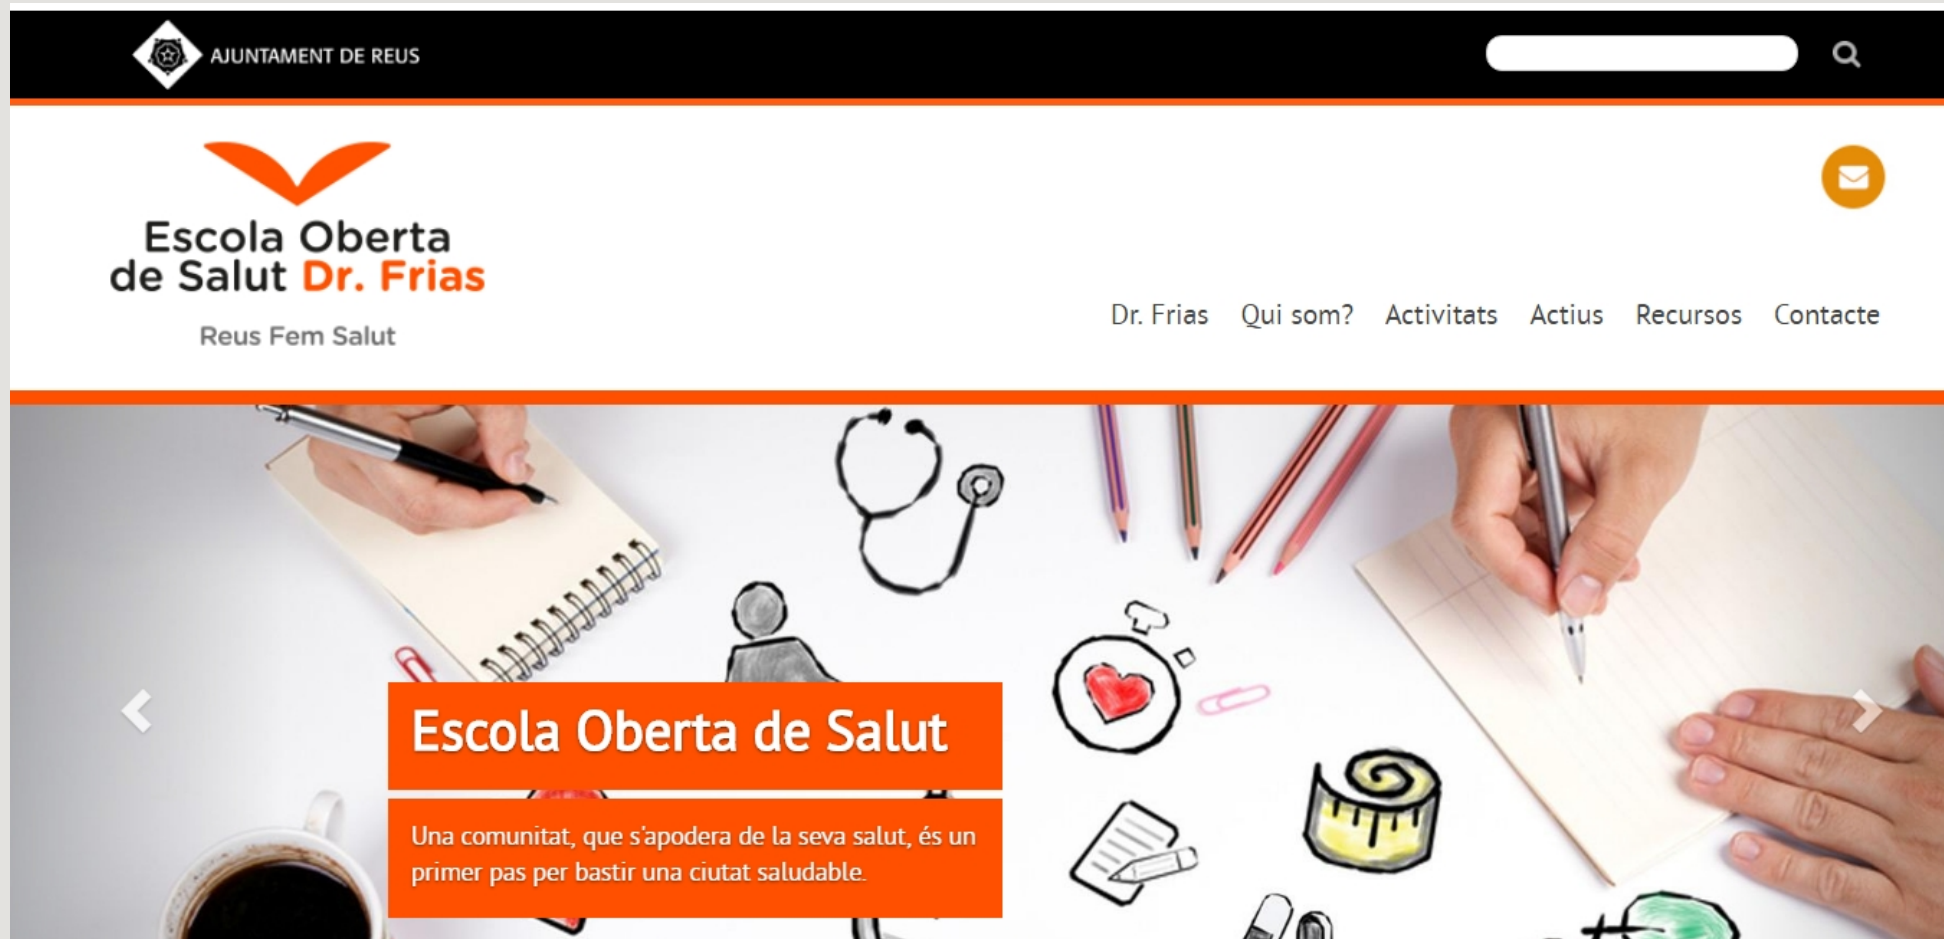 AJUNTAMENT DE REUS
Escola Oberta
de Salut Dr. Frias
Reus Fem Salut
Dr. Frias Qui som? Activitats Actius Recursos Contacte
Escola Oberta de Salut
Una comunitat, que s'apodera de la seva salut, és un
primer pas per bastir una ciutat saludable.